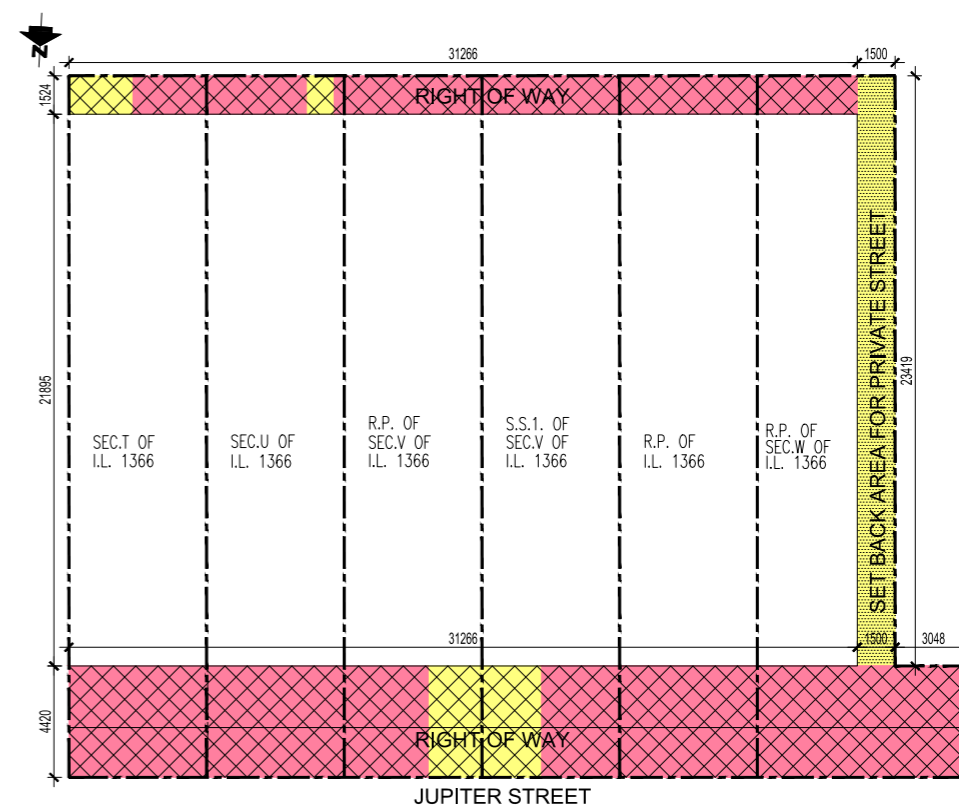 N
31266
1500
1524
RIGHT OF WAY
21895
23419
SET BACK AREA FOR PRIVATE STREET
SEC.T OF
I.L. 1366
SEC.U OF
I.L. 1366
R.P. OF
SEC.V OF
I.L. 1366
S.S.1. OF
SEC.V OF
I.L. 1366
R.P. OF
I.L. 1366
R.P. OF
SEC.W OF
I.L. 1366
31266
1500
3048
4420
RIGHT OF WAY
JUPITER STREET